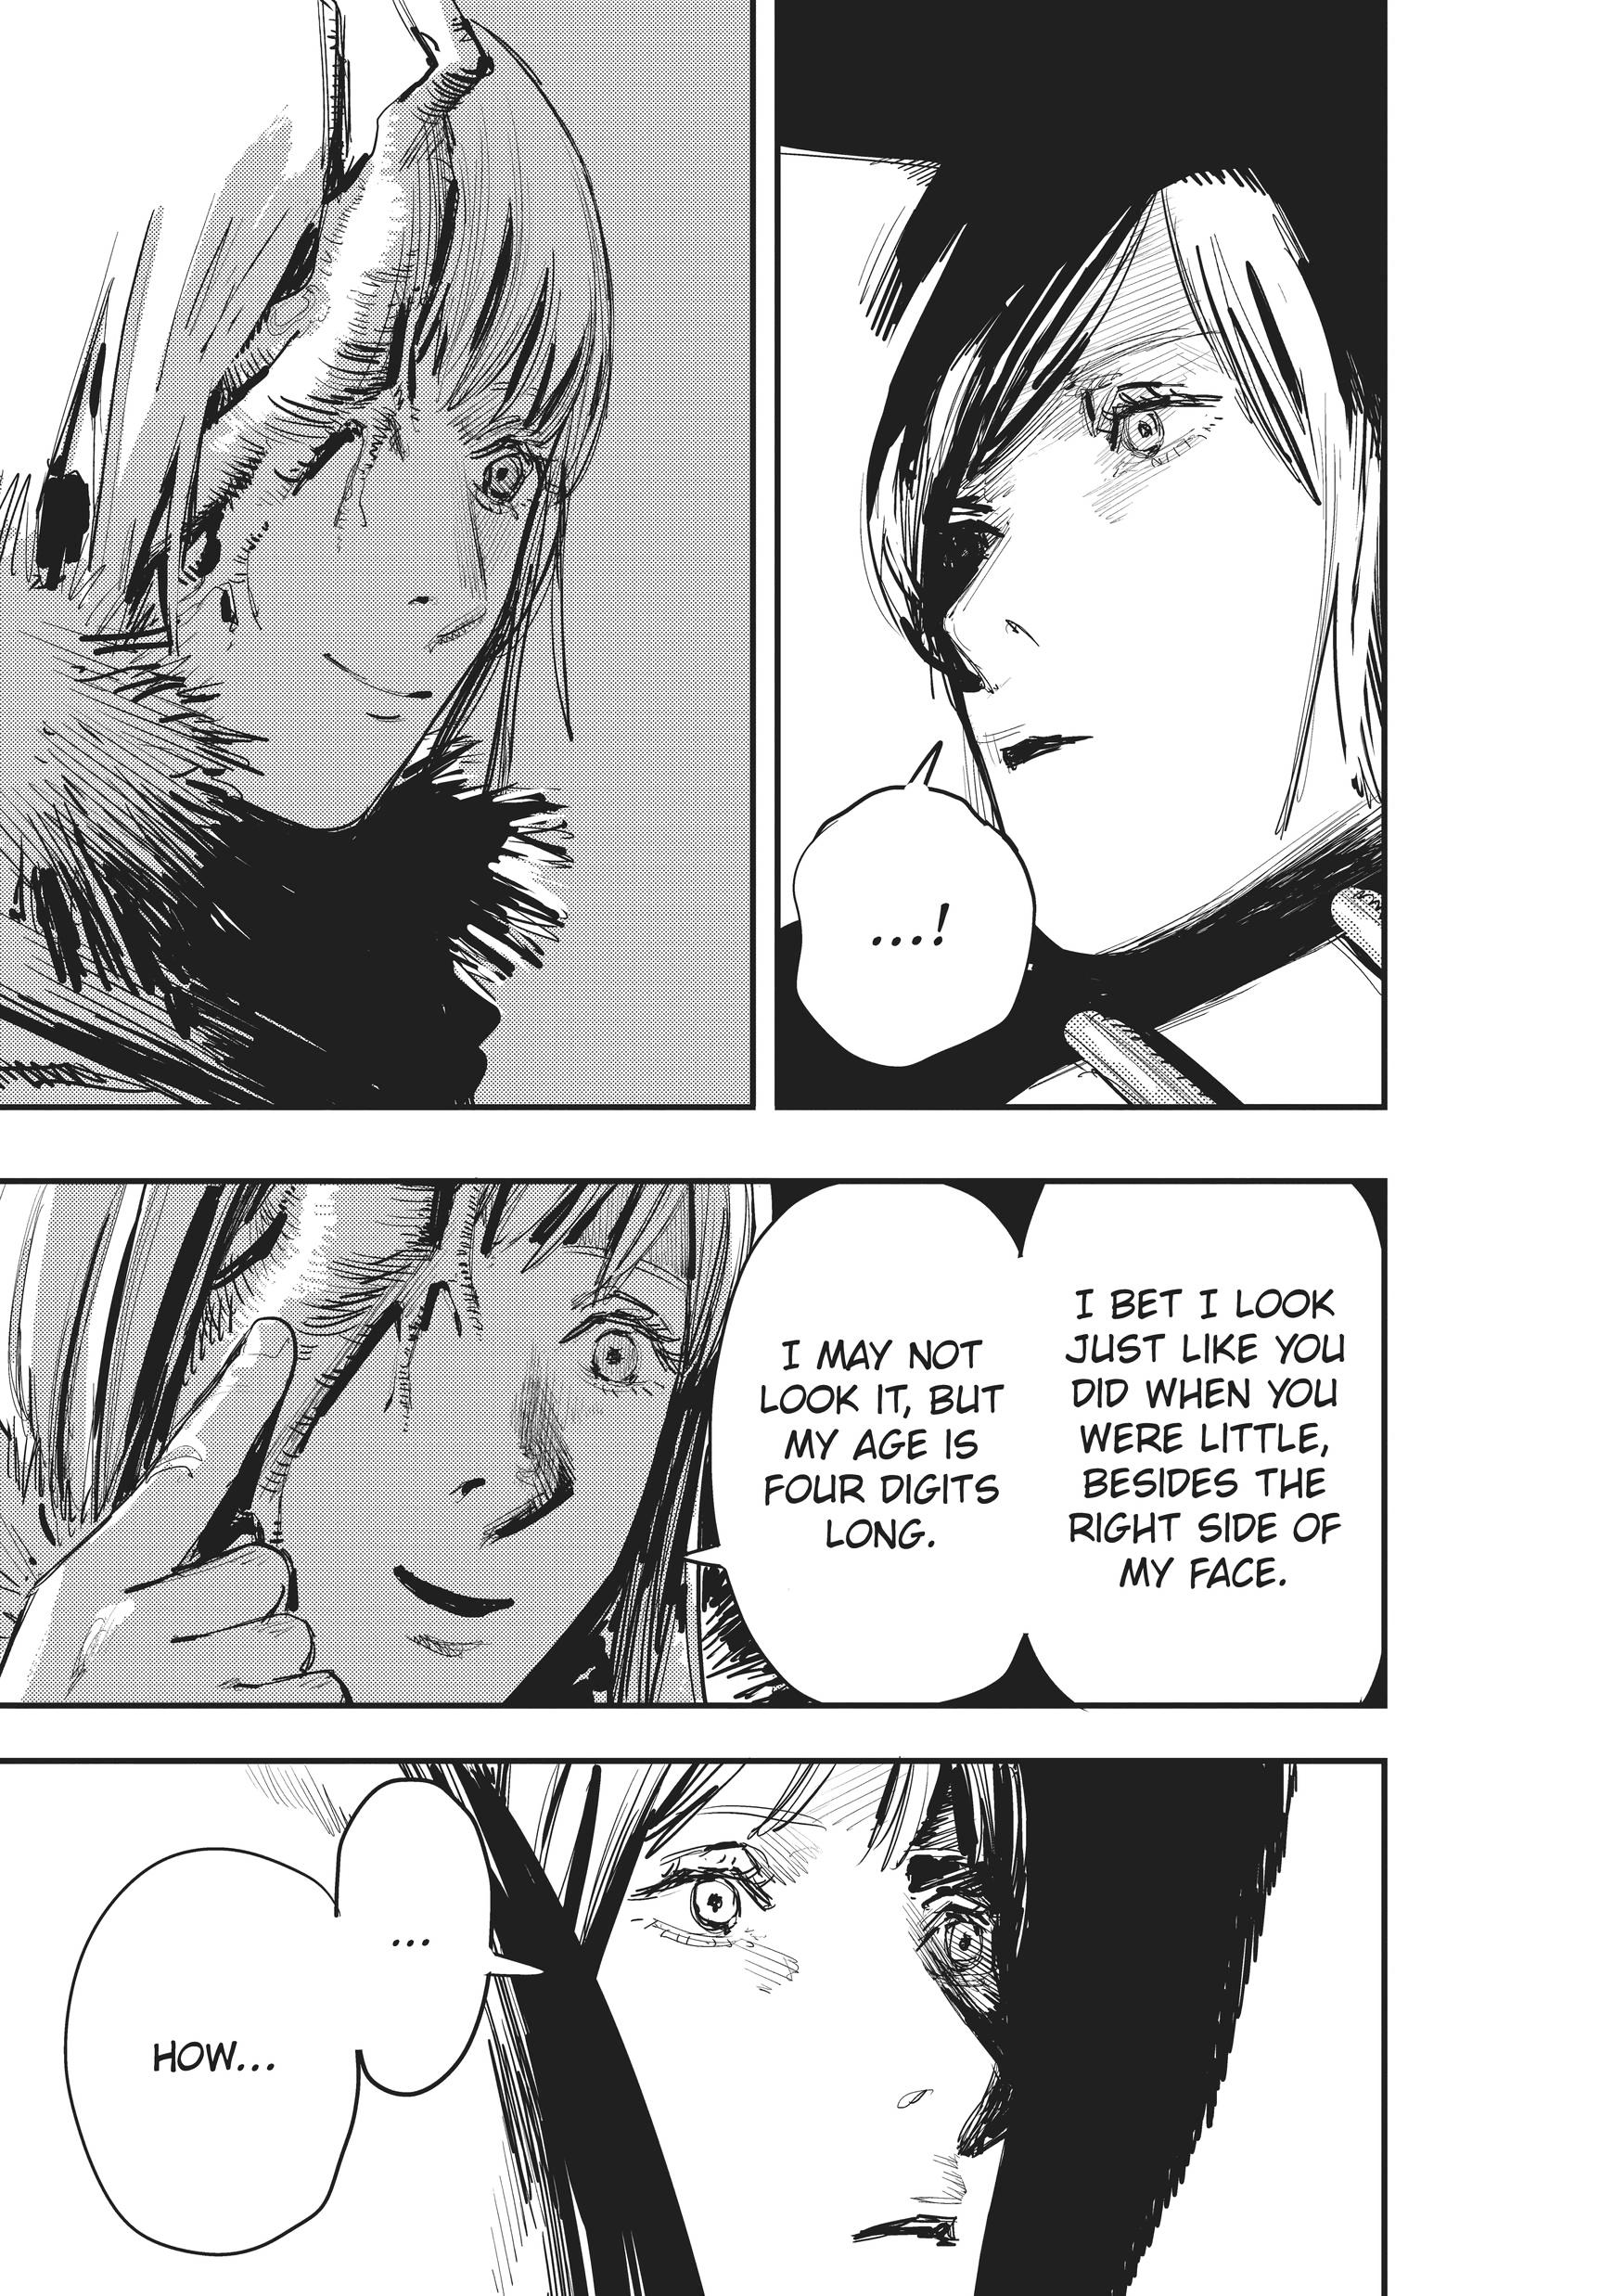 ...!
I BET I LOOK
JUST LIKE YOU
DID WHEN YOU
WERE LITTLE,
BESIDES THE
RIGHT SIDE OF
MY FACE.
I MAY NOT
LOOK IT, BUT
MY AGE IS
FOUR DIGITS
LONG.
...
HOW...